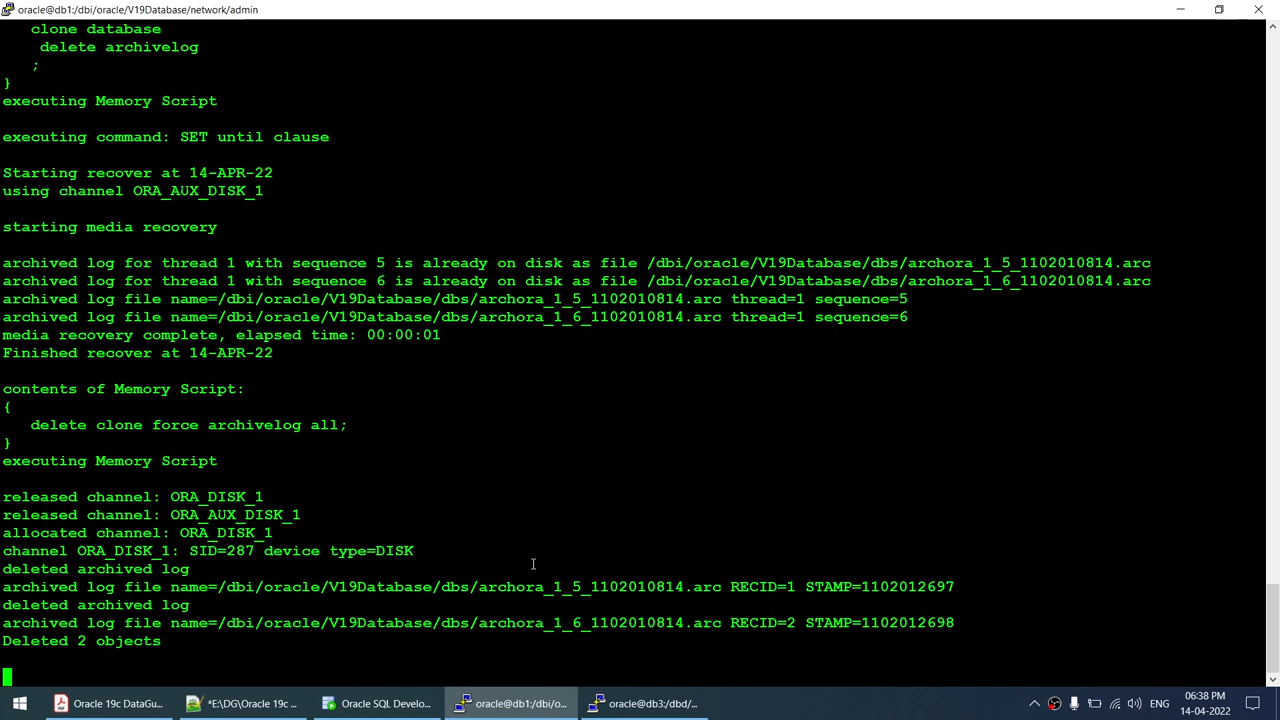 oracle@db1:/dbi/oracle/V19Database/network/admin
clone database
delete archivelog
;
}
executing Memory Script
executing command: SET until clause
Starting recover at 14-APR-22
using channel ORA_AUX_DISK_1
starting media recovery
archived log for thread 1 with sequence 5 is already on disk as file /dbi/oracle/V19Database/dbs/archora_1_5_1102010814.arc
archived log for thread 1 with sequence 6 is already on disk as file /dbi/oracle/V19Database/dbs/archora_1_6_1102010814.arc
archived log file name=/dbi/oracle/V19Database/dbs/archora_1_5_1102010814.arc thread=1 sequence=5
archived log file name=/dbi/oracle/V19Database/dbs/archora_1_6_1102010814.arc thread=1 sequence=6
media recovery complete, elapsed time: 00:00:01
Finished recover at 14-APR-22
contents of Memory Script:
{
delete clone force archivelog all;
}
executing Memory Script
released channel: ORA_DISK_1
released channel: ORA_AUX_DISK_1
allocated channel: ORA_DISK_1
channel ORA_DISK_1: SID=287 device type=DISK
deleted archived log
archived log file name=/dbi/oracle/V19Database/dbs/archora_1_5_1102010814.arc RECID=1 STAMP=1102012697
deleted archived log
archived log file name=/dbi/oracle/V19Database/dbs/archora_1_6_1102010814.arc RECID=2 STAMP=1102012698
Deleted 2 objects
Oracle 19c DataGu... *E:\DG\Oracle 19c ... Oracle SQL Develo... oracle@db1:/dbi/o... oracle@db3:/dbd/... ENG 06:38 PM
14-04-2022